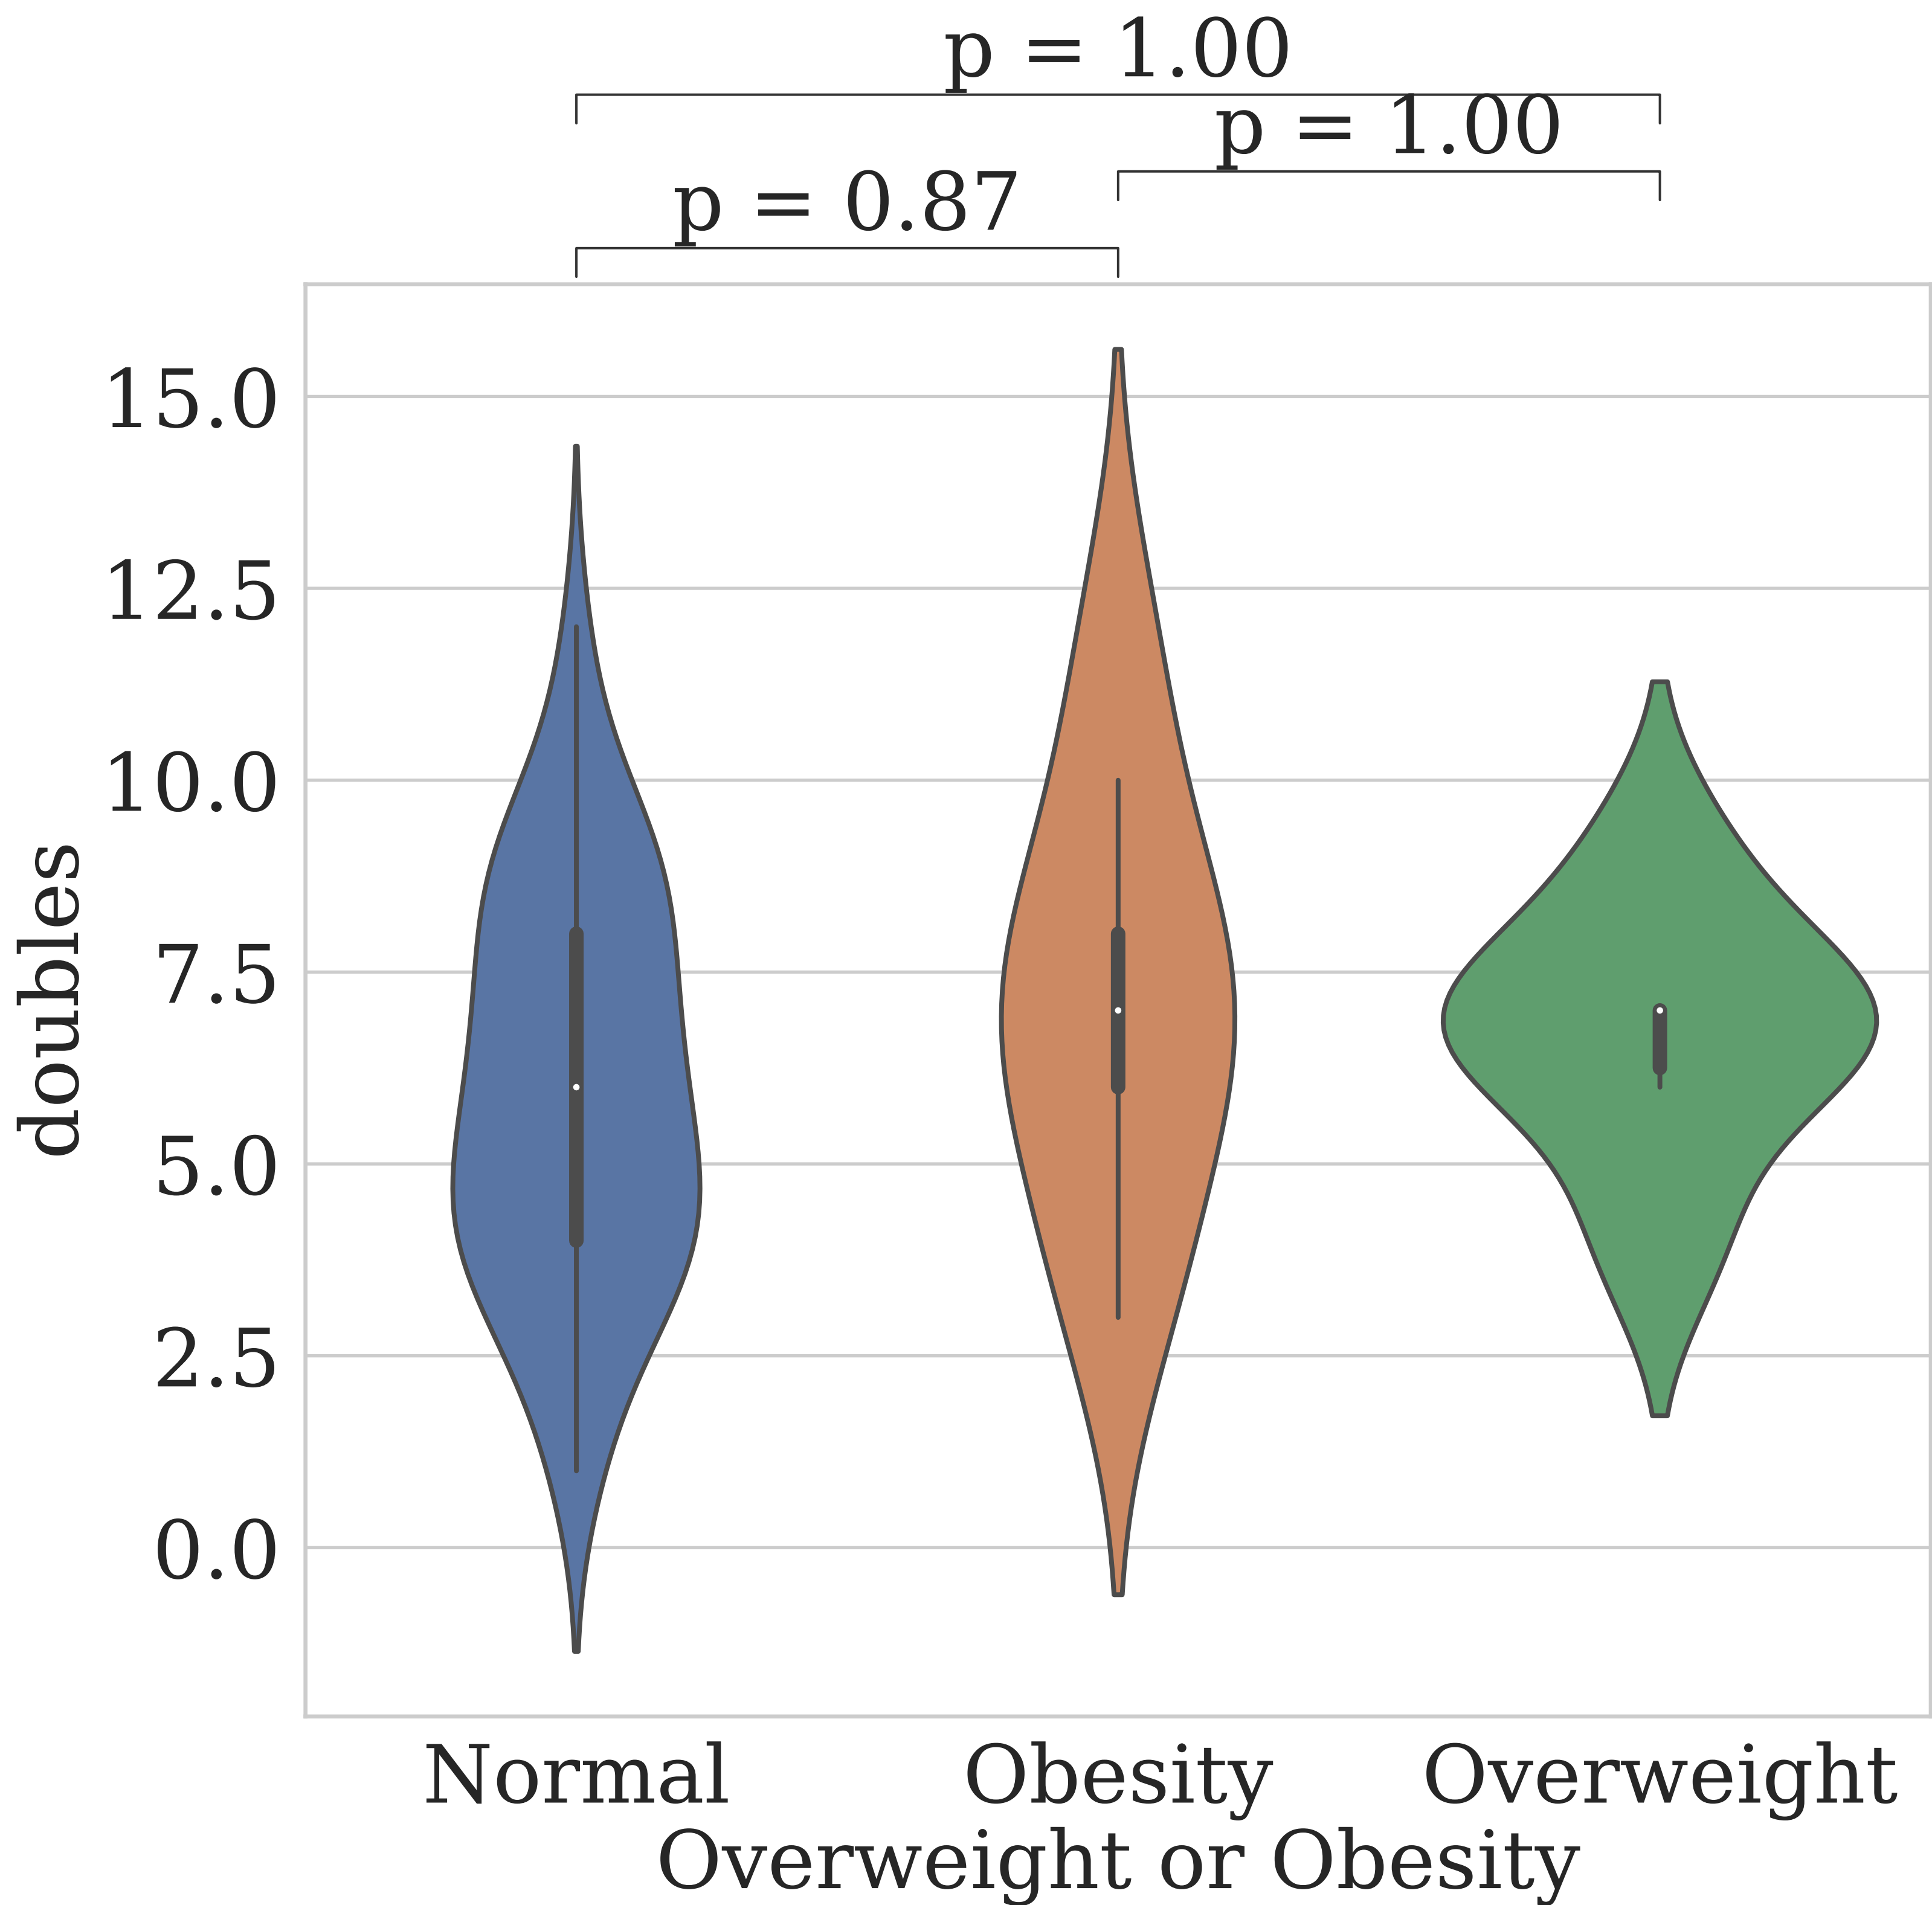 p = 1.00
p = 1.00
p = 0.87
15.0
12.5
10.0
7.5
5.0
2.5
0.0
doubles
Normal Obesity Overweight
Overweight or Obesity